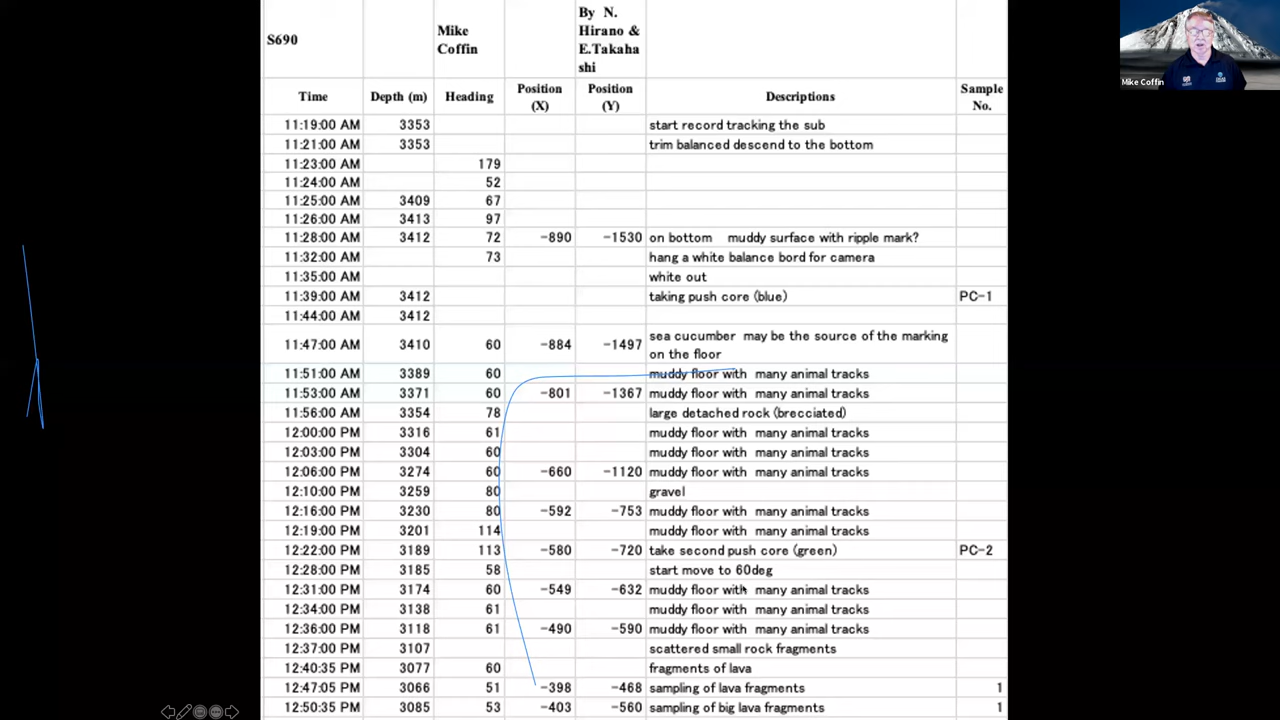 S690 Mike Coffin By N. Hirano & E.Takahashi
Time Depth (m) Heading Position (X) Position (Y) Descriptions Sample No.
11:19:00 AM 3353 start record tracking the sub
11:21:00 AM 3353 trim balanced descend to the bottom
11:23:00 AM 179
11:24:00 AM 52
11:25:00 AM 3409 67
11:26:00 AM 3413 97
11:28:00 AM 3412 72 -890 -1530 on bottom muddy surface with ripple mark?
11:32:00 AM 73 hang a white balance bord for camera
11:35:00 AM white out
11:39:00 AM 3412 taking push core (blue) PC-1
11:44:00 AM 3412
11:47:00 AM 3410 60 -884 -1497 sea cucumber may be the source of the marking on the floor
11:51:00 AM 3389 60 muddy floor with many animal tracks
11:53:00 AM 3371 60 -801 -1367 muddy floor with many animal tracks
11:56:00 AM 3354 78 large detached rock (brecciated)
12:00:00 PM 3316 61 muddy floor with many animal tracks
12:03:00 PM 3304 60 muddy floor with many animal tracks
12:06:00 PM 3274 60 -660 -1120 muddy floor with many animal tracks
12:10:00 PM 3259 80 gravel
12:16:00 PM 3230 80 -592 -753 muddy floor with many animal tracks
12:19:00 PM 3201 114 muddy floor with many animal tracks
12:22:00 PM 3189 113 -580 -720 take second push core (green) PC-2
12:28:00 PM 3185 58 start move to 60deg
12:31:00 PM 3174 60 -549 -632 muddy floor with many animal tracks
12:34:00 PM 3138 61 muddy floor with many animal tracks
12:36:00 PM 3118 61 -490 -590 muddy floor with many animal tracks
12:37:00 PM 3107 scattered small rock fragments
12:40:35 PM 3077 60 fragments of lava
12:47:05 PM 3066 51 -398 -468 sampling of lava fragments 1
12:50:35 PM 3085 53 -403 -560 sampling of big lava fragments 1
Mike Coffin